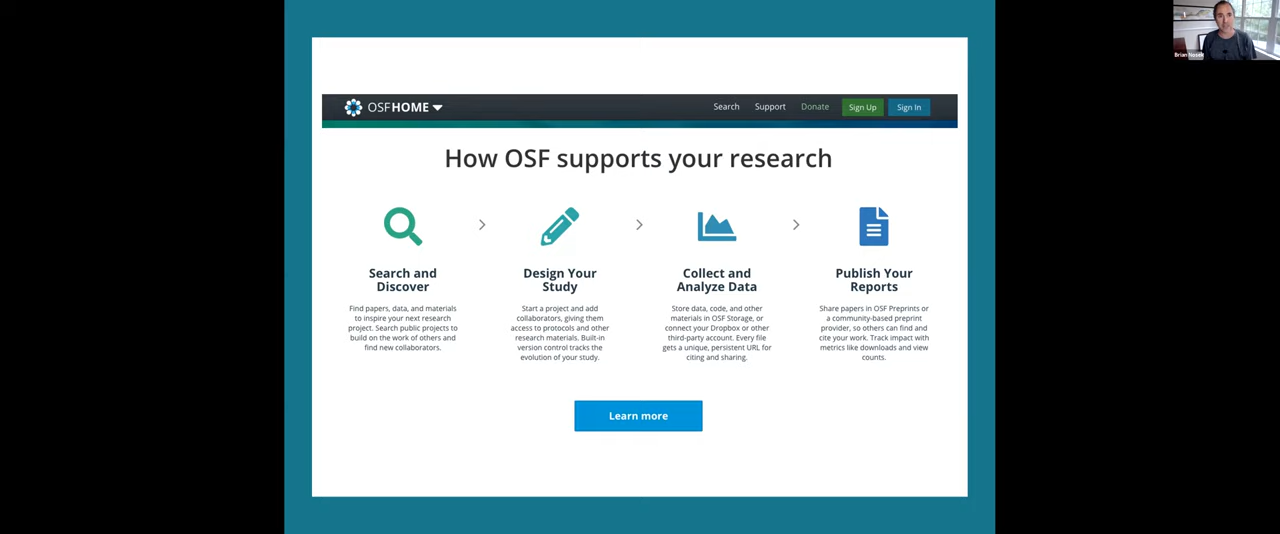 Brian Nosek
OSFHOME
Search
Support
Donate
Sign Up
Sign In
How OSF supports your research
Search and
Discover
Find papers, data, and materials
to inspire your next research
project. Search public projects to
build on the work of others and
find new collaborators.
Design Your
Study
Start a project and add
collaborators, giving them
access to protocols and other
research materials. Built-in
version control tracks the
evolution of your study.
Collect and
Analyze Data
Store data, code, and other
materials in OSF Storage, or
connect your Dropbox or other
third-party account. Every file
gets a unique, persistent URL for
citing and sharing.
Publish Your
Reports
Share papers in OSF Preprints or
a community-based preprint
provider, so others can find and
cite your work. Track impact with
metrics like downloads and view
counts.
Learn more